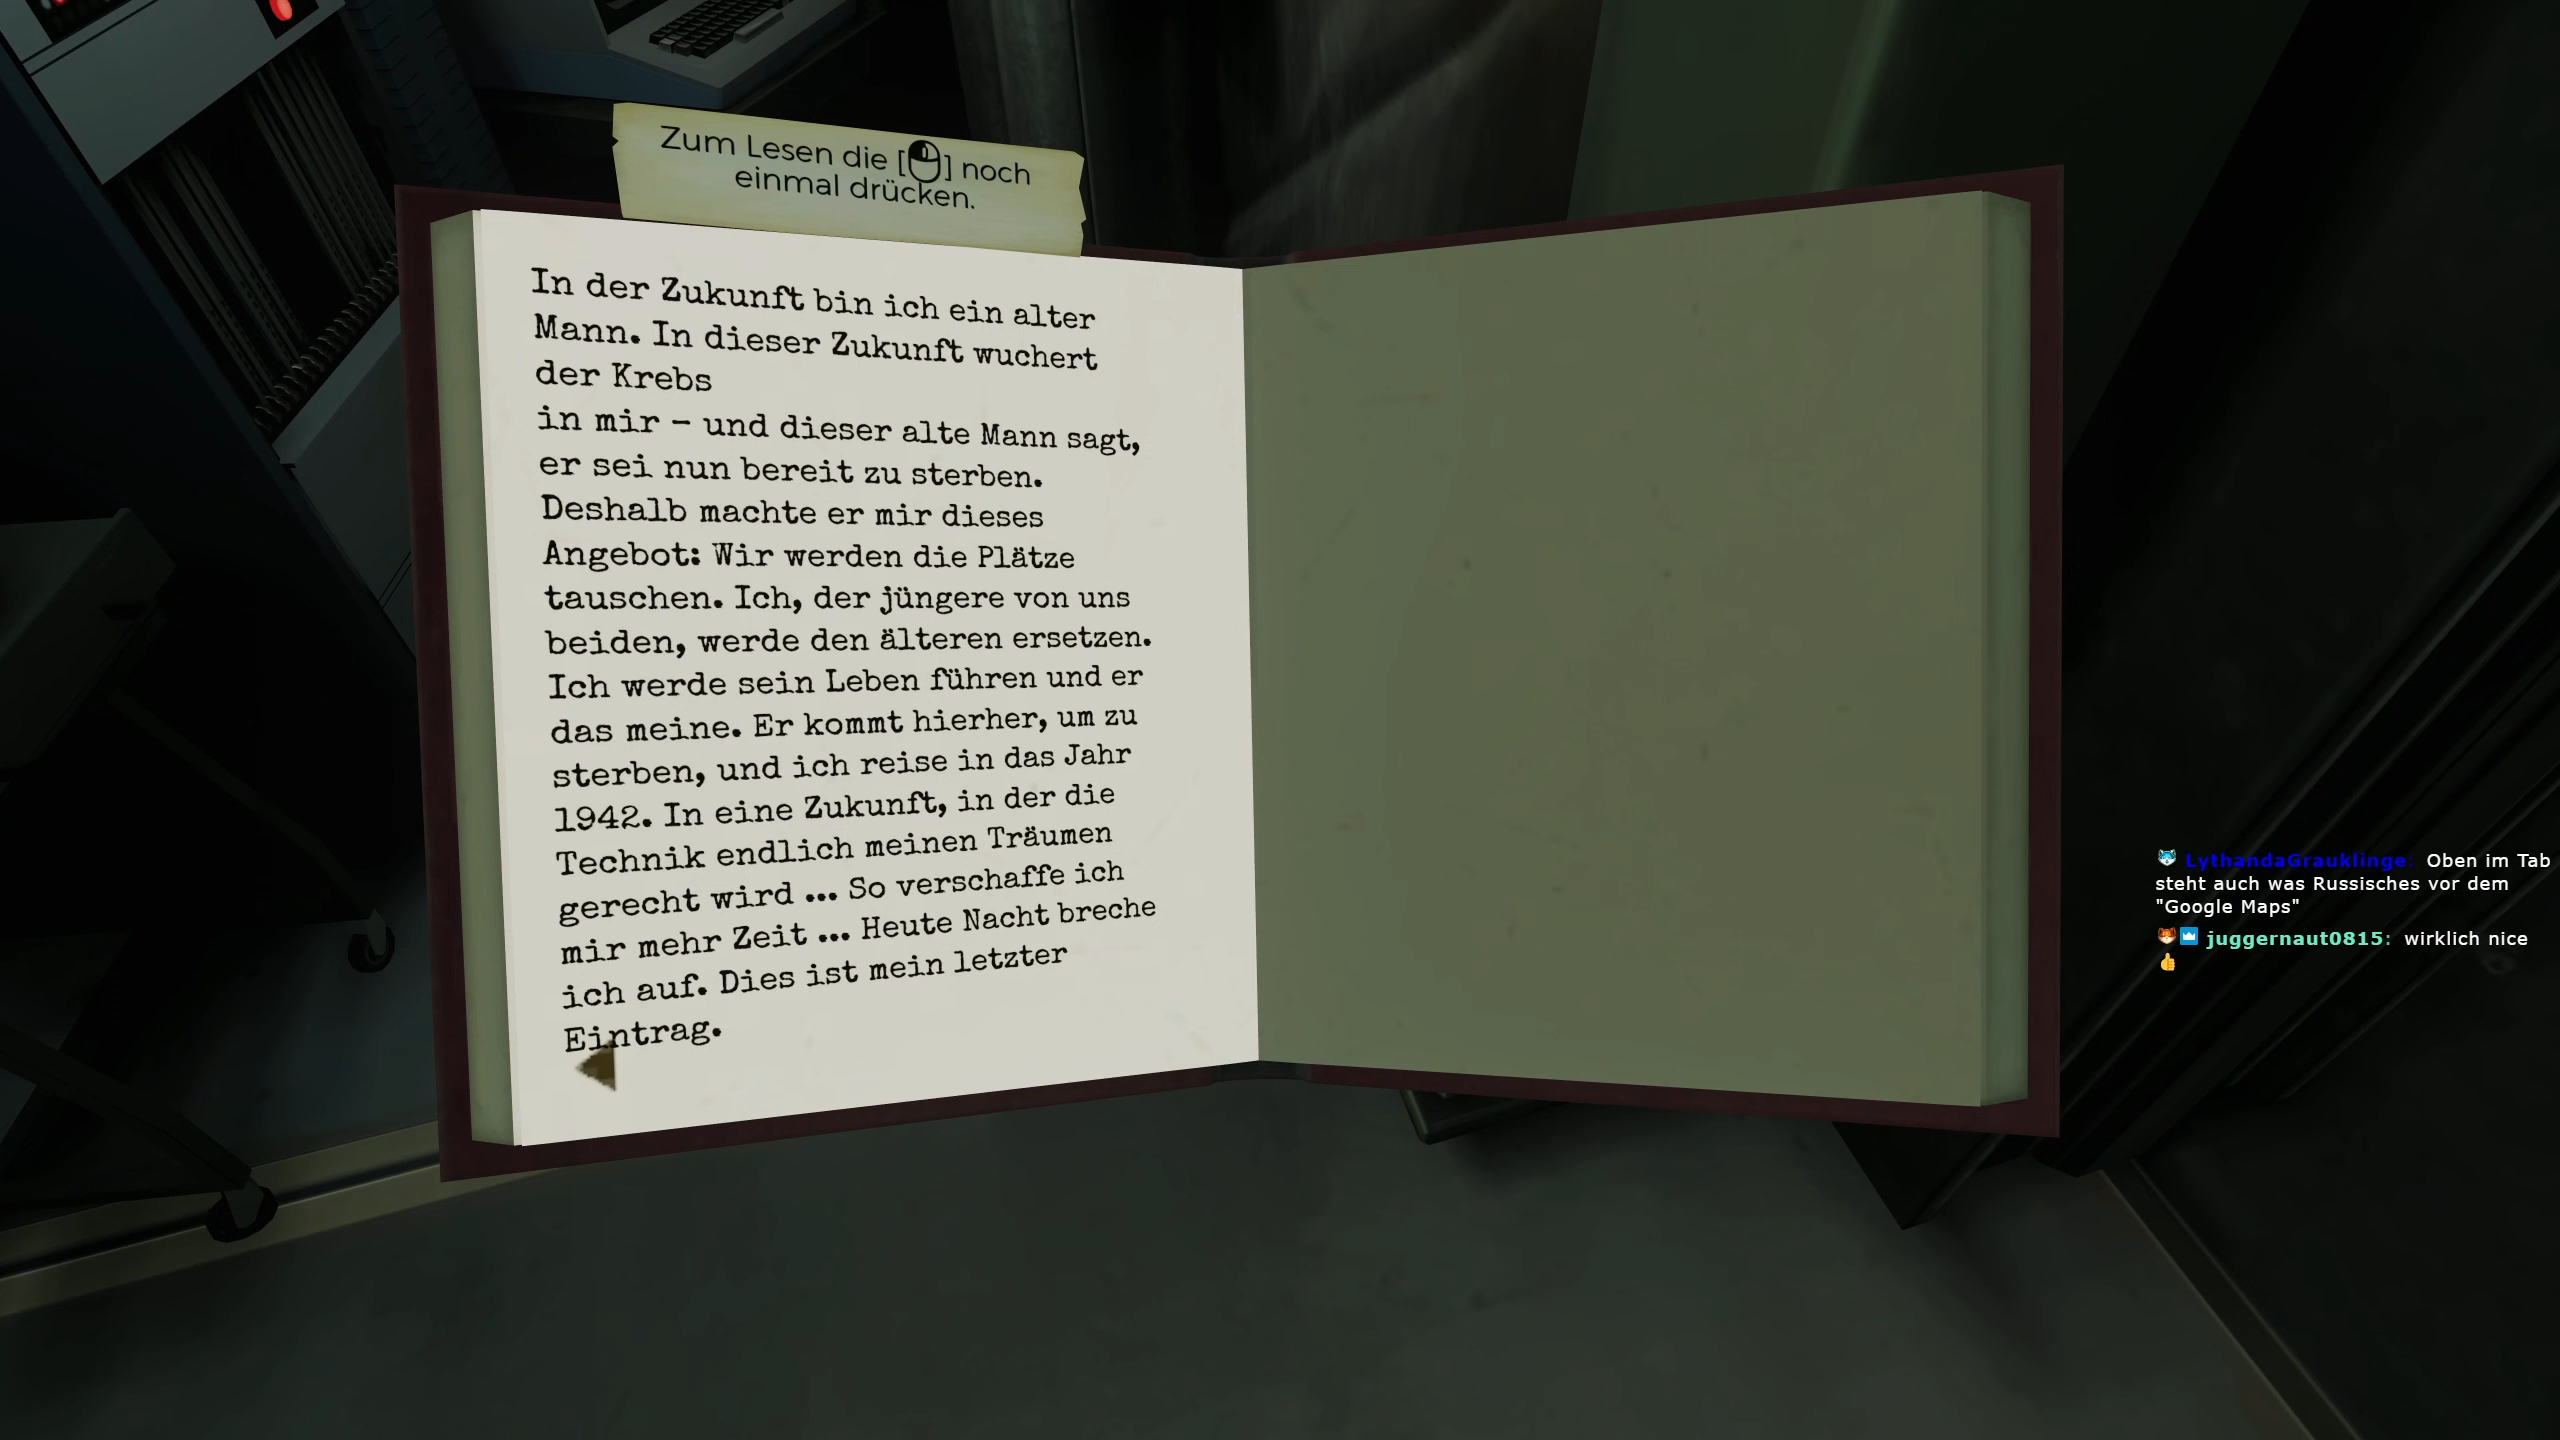 Zum Lesen die [] noch
einmal drücken.
In der Zukunft bin ich ein alter
Mann. In dieser Zukunft wuchert
der Krebs
in mir – und dieser alte Mann sagt,
er sei nun bereit zu sterben.
Deshalb machte er mir dieses
Angebot: Wir werden die Plätze
tauschen. Ich, der jüngere von uns
beiden, werde den älteren ersetzen.
Ich werde sein Leben führen und er
das meine. Er kommt hierher, um zu
sterben, und ich reise in das Jahr
1942. In eine Zukunft, in der die
Technik endlich meinen Träumen
gerecht wird ... So verschaffe ich
mir mehr Zeit ... Heute Nacht breche
ich auf. Dies ist mein letzter
Eintrag.
LythandaGrauklinge: Oben im Tab
steht auch was Russisches vor dem
"Google Maps"
juggernaut0815: wirklich nice
👍